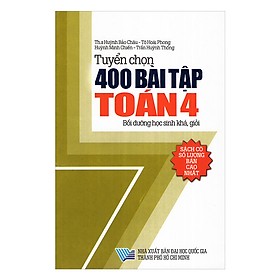 Th.s Huỳnh Bảo Châu - Tô Hoài Phong
Huỳnh Minh Chiến - Trần Huỳnh Thống
Tuyển chọn
400 BÀI TẬP
TOÁN 4
Bồi dưỡng học sinh khá, giỏi
SÁCH CÓ
SỐ LƯỢNG
BÁN
CAO NHẤT
NHÀ XUẤT BẢN ĐẠI HỌC QUỐC GIA
THÀNH PHỐ HỒ CHÍ MINH